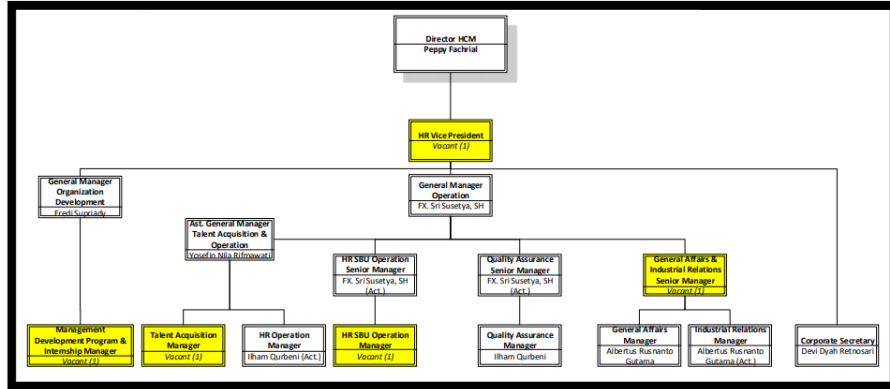 Director HCM
Peppy Fachrial
HR Vice President
Vacant (1)
General Manager
Organization
Development
Fredi Supriady
General Manager
Operation
FX. Sri Susetya, SH
Ast. General Manager
Talent Acquisition &
Operation
Yosefin Nila Rifmawati
HR SBU Operation
Senior Manager
FX. Sri Susetya, SH
(Act.)
Quality Assurance
Senior Manager
FX. Sri Susetya, SH
(Act.)
General Affairs &
Industrial Relations
Senior Manager
Vacant (1)
Management
Development Program &
Internship Manager
Vacant (1)
Talent Acquisition
Manager
Vacant (1)
HR Operation
Manager
Ilham Qurbeni (Act.)
HR SBU Operation
Manager
Vacant (1)
Quality Assurance
Manager
Ilham Qurbeni
General Affairs
Manager
Albertus Rusnanto
Gutama
Industrial Relations
Manager
Albertus Rusnanto
Gutama (Act.)
Corporate Secretary
Devi Dyah Retnosari